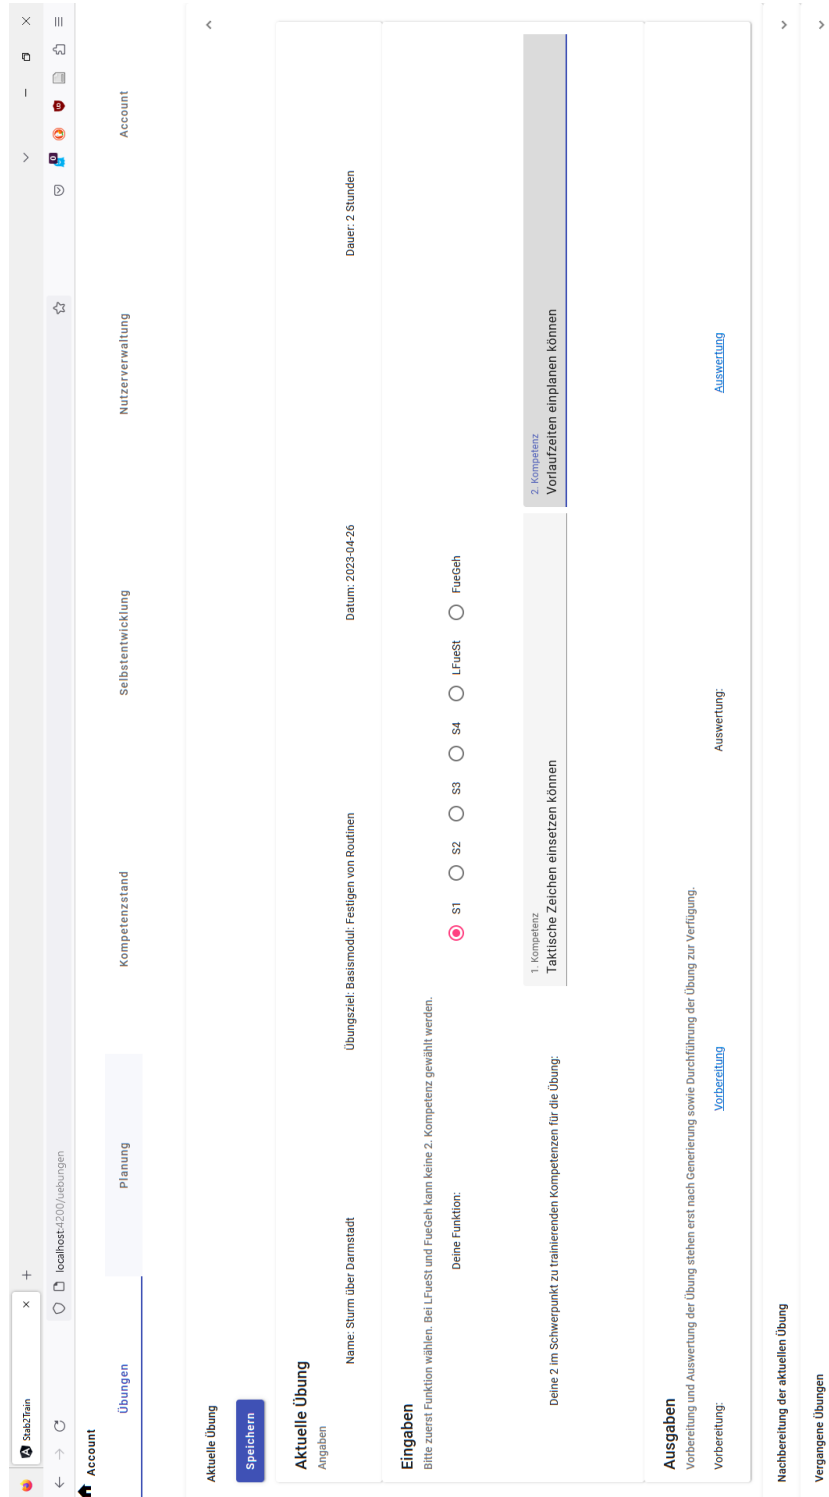 Stab2Train
localhost:4200/uebungen
Account
Übungen Planung Kompetenzstand Selbstentwicklung Nutzerverwaltung Account
Aktuelle Übung
Speichern
Aktuelle Übung
Angaben
Name: Sturm über Darmstadt Übungsziel: Basismodul: Festigen von Routinen Datum: 2023-04-26 Dauer: 2 Stunden
Eingaben
Bitte zuerst Funktion wählen. Bei LFueSt und FueGeh kann keine 2. Kompetenz gewählt werden.
Deine Funktion: S1 S2 S3 S4 LFueSt FueGeh
1. Kompetenz 2. Kompetenz
Deine 2 im Schwerpunkt zu trainierenden Kompetenzen für die Übung: Taktische Zeichen einsetzen können Vorlaufzeiten einplanen können
Ausgaben
Vorbereitung und Auswertung der Übung stehen erst nach Generierung sowie Durchführung der Übung zur Verfügung.
Vorbereitung: Vorbereitung Auswertung: Auswertung
Nachbereitung der aktuellen Übung
Vergangene Übungen